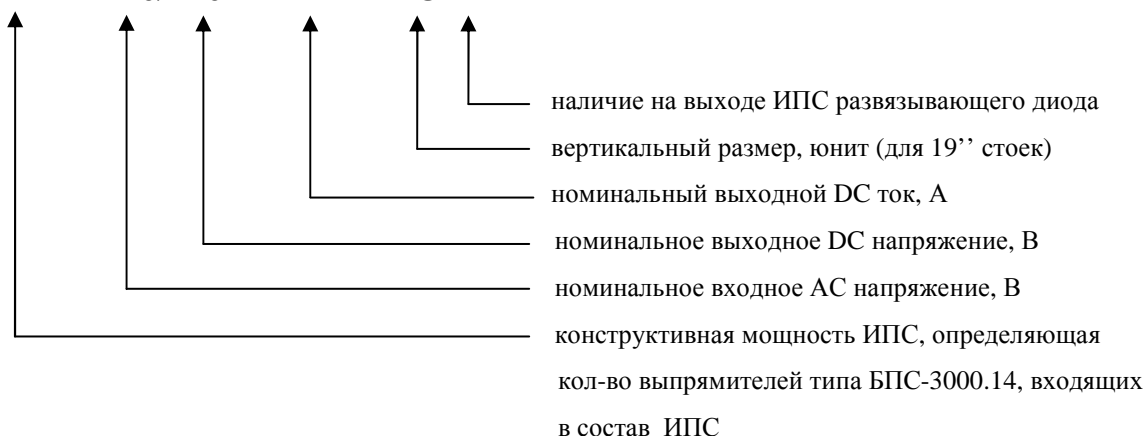 наличие на выходе ИПС развязывающего диода
вертикальный размер, юнит (для 19’’ стоек)
номинальный выходной DC ток, А
номинальное выходное DC напряжение, В
номинальное входное AC напряжение, В
конструктивная мощность ИПС, определяющая
кол-во выпрямителей типа БПС-3000.14, входящих
в состав ИПС